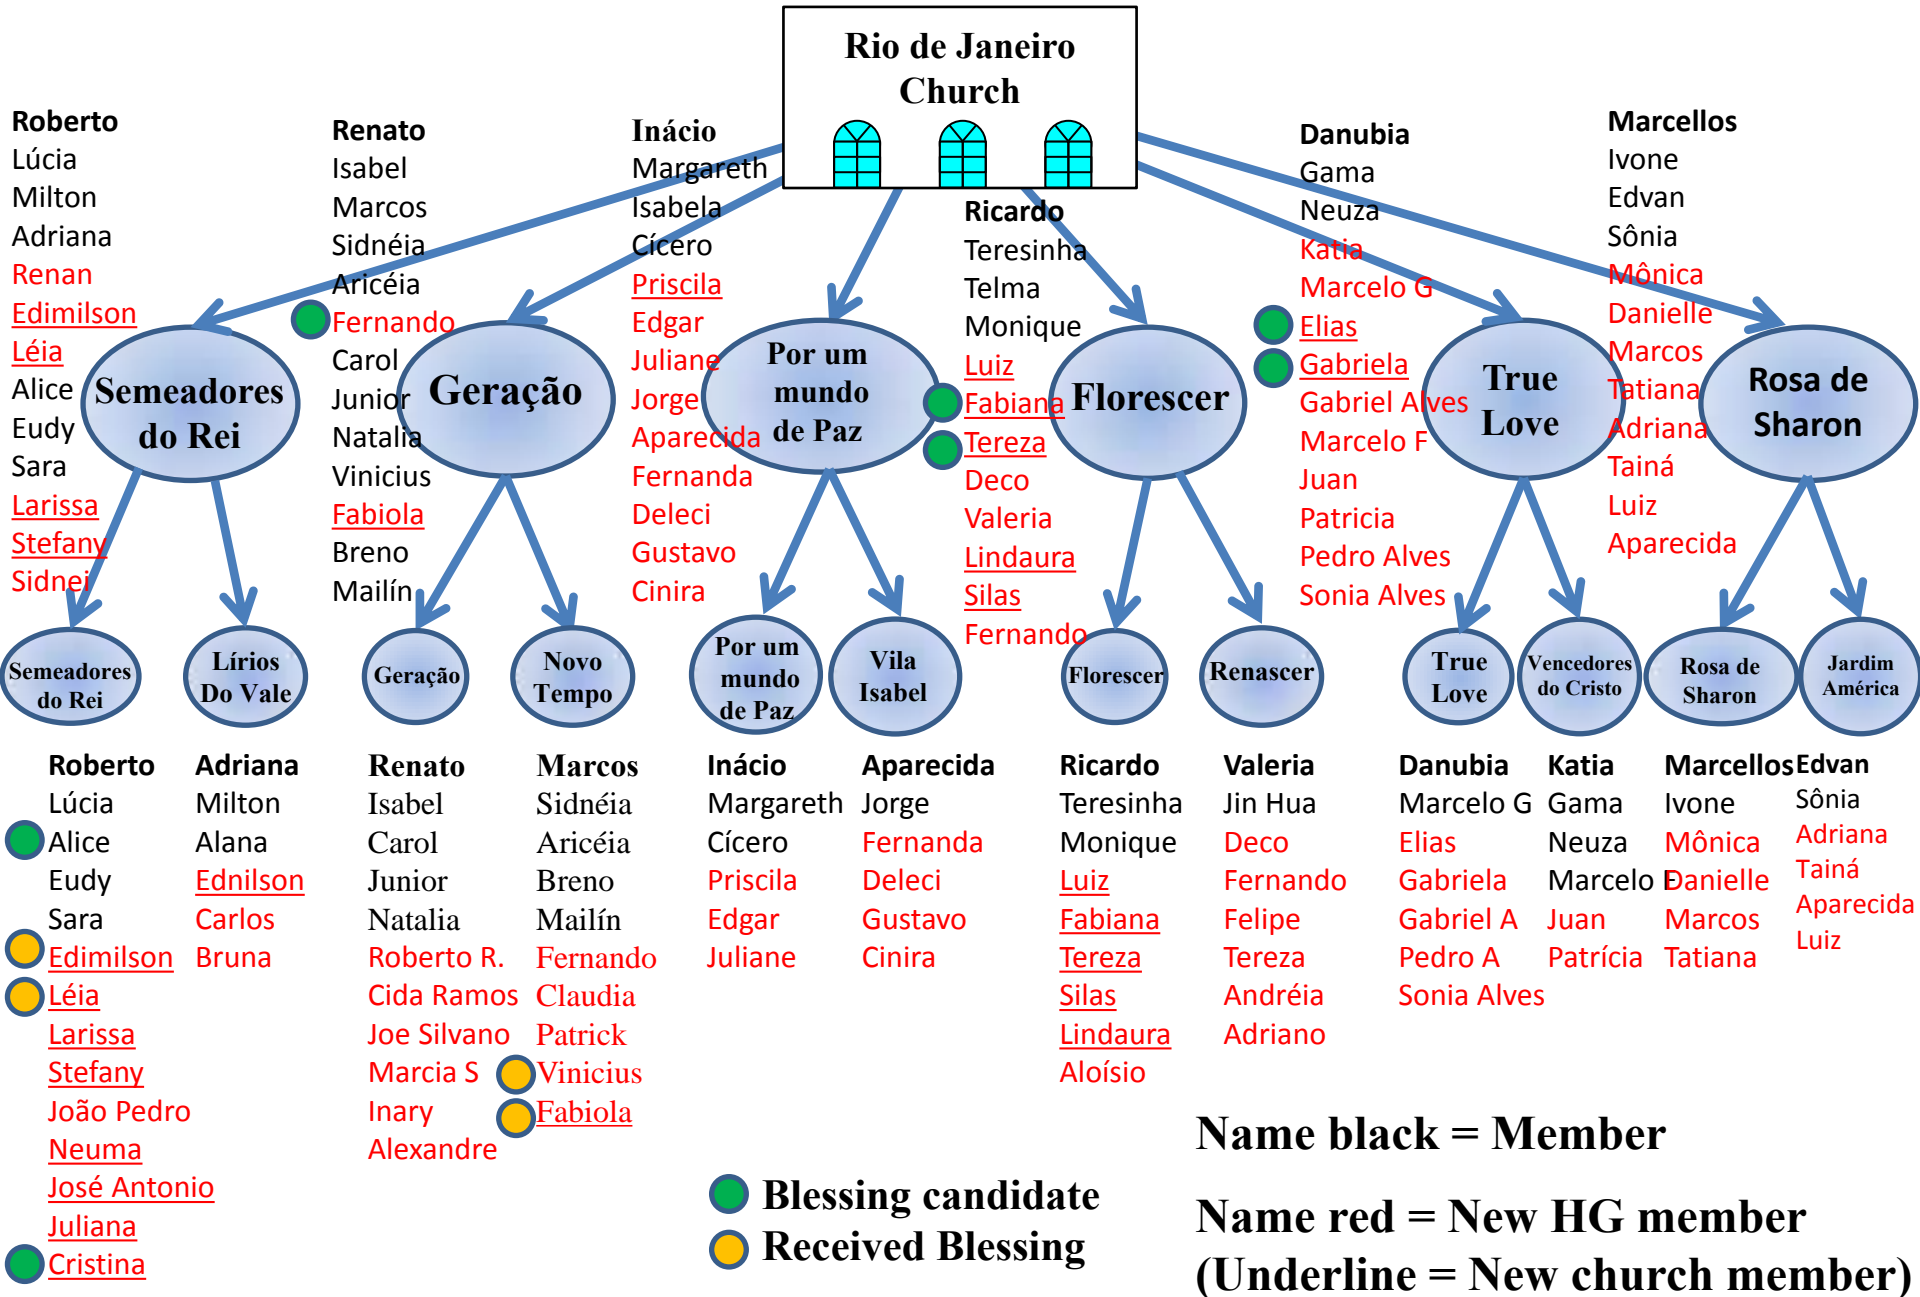 Rio de Janeiro
Church
Roberto
Lúcia
Milton
Adriana
Renan
Edimilson
Léia
Alice
Eudy
Sara
Larissa
Stefany
Sidnei
Renato
Isabel
Marcos
Sidnéia
Aricéia
Fernando
Carol
Junior
Natalia
Vinicius
Fabiola
Breno
Mailín
Inácio
Margareth
Isabela
Cícero
Priscila
Edgar
Juliane
Jorge
Aparecida
Fernanda
Deleci
Gustavo
Cinira
Ricardo
Teresinha
Telma
Monique
Luiz
Fabiana
Tereza
Deco
Valeria
Lindaura
Silas
Fernando
Danubia
Gama
Neuza
Katia
Marcelo G
Elias
Gabriela
Gabriel Alves
Marcelo F
Juan
Patricia
Pedro Alves
Sonia Alves
Marcellos
Ivone
Edvan
Sônia
Mônica
Danielle
Marcos
Tatiana
Adriana
Tainá
Luiz
Aparecida
Semeadores
do Rei
Geração
Por um
mundo
de Paz
Florescer
True
Love
Rosa de
Sharon
Semeadores
do Rei
Lírios
Do Vale
Geração
Novo
Tempo
Por um
mundo
de Paz
Vila
Isabel
Florescer
Renascer
True
Love
Vencedores
do Cristo
Rosa de
Sharon
Jardim
América
Roberto
Lúcia
Alice
Eudy
Sara
Edimilson
Léia
Larissa
Stefany
João Pedro
Neuma
José Antonio
Juliana
Cristina
Adriana
Milton
Alana
Ednilson
Carlos
Bruna
Renato
Isabel
Carol
Junior
Natalia
Roberto R.
Cida Ramos
Joe Silvano
Marcia S
Inary
Alexandre
Marcos
Sidnéia
Aricéia
Breno
Mailín
Fernando
Claudia
Patrick
Vinicius
Fabiola
Inácio
Margareth
Cícero
Priscila
Edgar
Juliane
Aparecida
Jorge
Fernanda
Deleci
Gustavo
Cinira
Ricardo
Teresinha
Monique
Luiz
Fabiana
Tereza
Silas
Lindaura
Aloísio
Valeria
Jin Hua
Deco
Fernando
Felipe
Tereza
Andréia
Adriano
Danubia
Marcelo G
Elias
Gabriela
Gabriel A
Pedro A
Sonia Alves
Katia
Gama
Neuza
Marcelo F
Juan
Patrícia
Marcellos
Ivone
Mônica
Danielle
Marcos
Tatiana
Edvan
Sônia
Adriana
Tainá
Aparecida
Luiz
Blessing candidate
Received Blessing
Name black = Member
Name red = New HG member
(Underline = New church member)